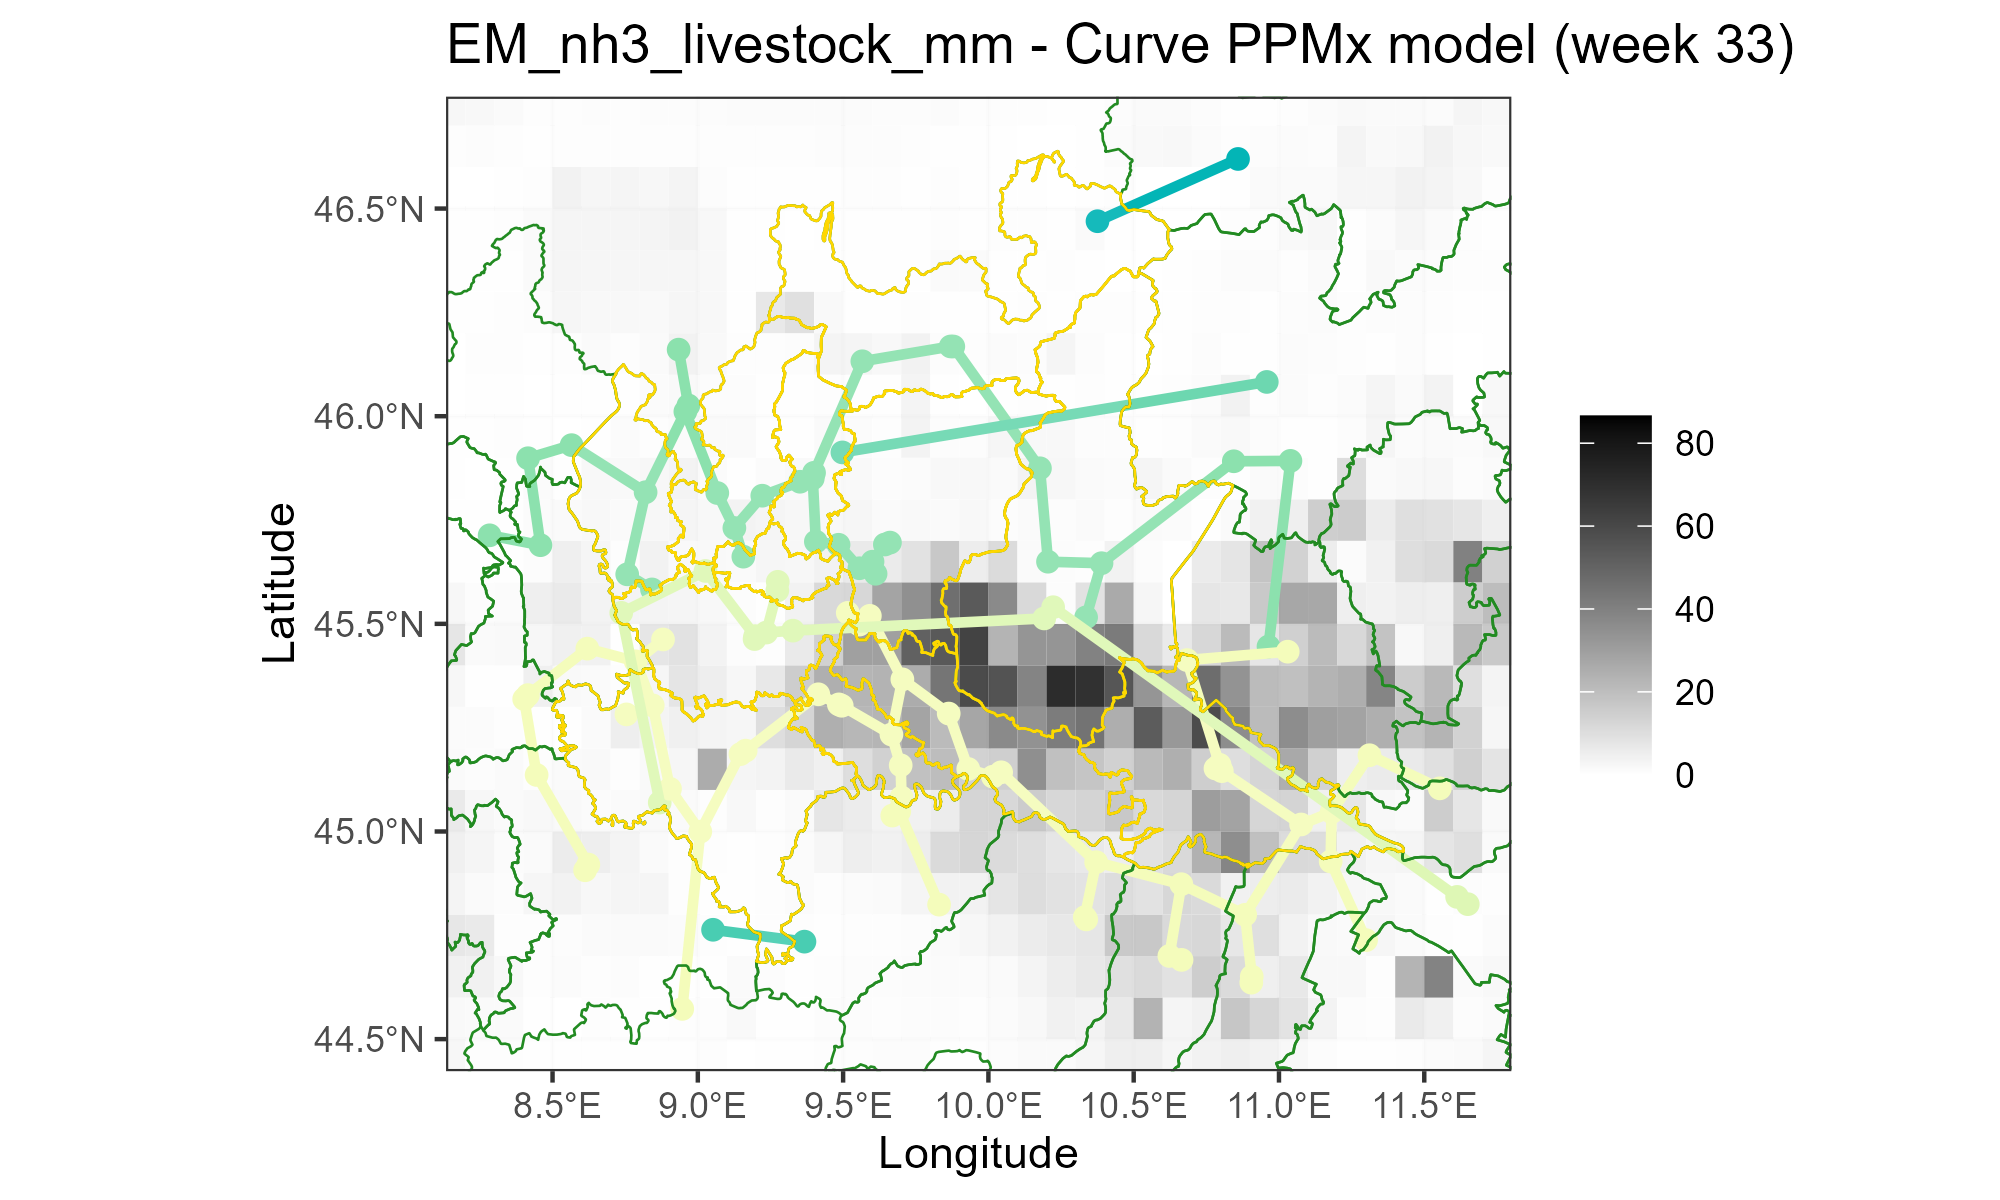 EM_nh3_livestock_mm - Curve PPMx model (week 33)
46.5°N
46.0°N
45.5°N
45.0°N
44.5°N
Latitude
8.5°E
9.0°E
9.5°E
10.0°E
10.5°E
11.0°E
11.5°E
Longitude
80
60
40
20
0